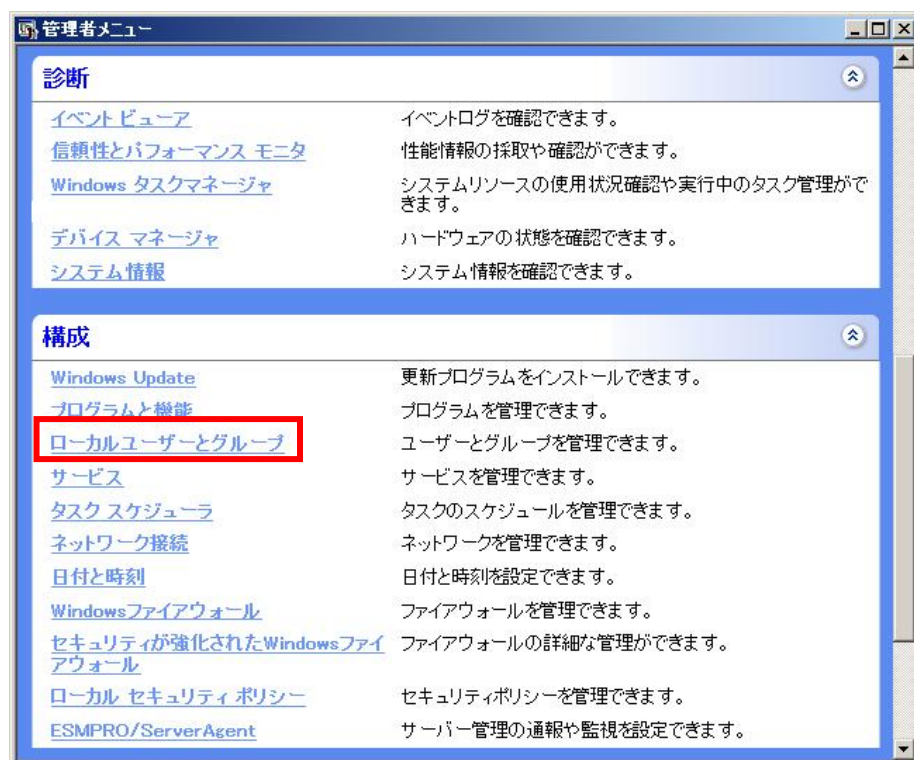 管理者メニュー
診断
イベント ビューア イベントログを確認できます。
信頼性とパフォーマンス モニタ 性能情報の採取や確認ができます。
Windows タスクマネージャ システムリソースの使用状況確認や実行中のタスク管理がで
きます。
デバイス マネージャ ハードウェアの状態を確認できます。
システム情報 システム情報を確認できます。
構成
Windows Update 更新プログラムをインストールできます。
プログラムと機能 プログラムを管理できます。
ローカルユーザーとグループ ユーザーとグループを管理できます。
サービス サービスを管理できます。
タスク スケジューラ タスクのスケジュールを管理できます。
ネットワーク接続 ネットワークを管理できます。
日付と時刻 日付と時刻を設定できます。
Windowsファイアウォール ファイアウォールを管理できます。
セキュリティが強化されたWindowsファイ ファイアウォールの詳細な管理ができます。
アウォール
ローカル セキュリティ ポリシー セキュリティポリシーを管理できます。
ESMPRO/ServerAgent サーバー管理の通報や監視を設定できます。